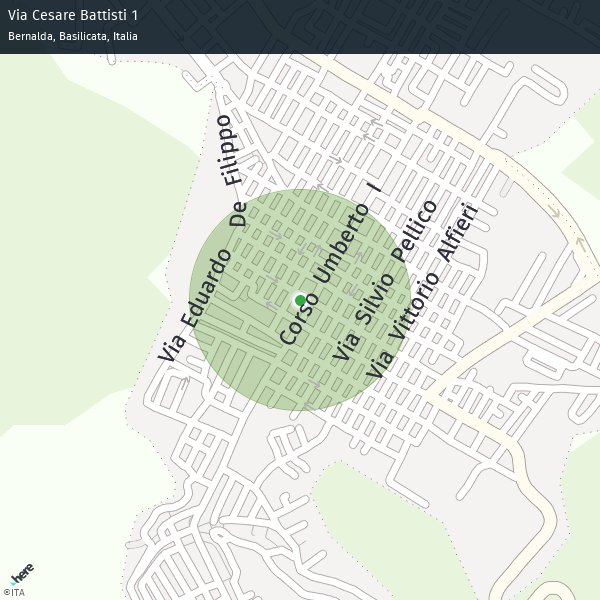 Via Cesare Battisti 1
Bernalda, Basilicata, Italia
Via Eduardo De Filippo
Corso Umberto I
Via Silvio Pellico
Via Vittorio Alfieri
here
©ITA